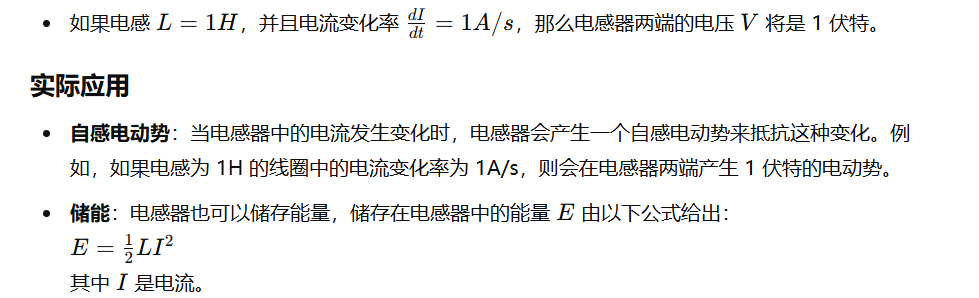 • 如果电感 L = 1H，并且电流变化率 dI/dt = 1A/s，那么电感器两端的电压 V 将是 1 伏特。
实际应用
• 自感电动势：当电感器中的电流发生变化时，电感器会产生一个自感电动势来抵抗这种变化。例
如，如果电感为 1H 的线圈中的电流变化率为 1A/s，则会在电感器两端产生 1 伏特的电动势。
• 储能：电感器也可以储存能量，储存在电感器中的能量 E 由以下公式给出：
E = 1/2 LI²
其中 I 是电流。